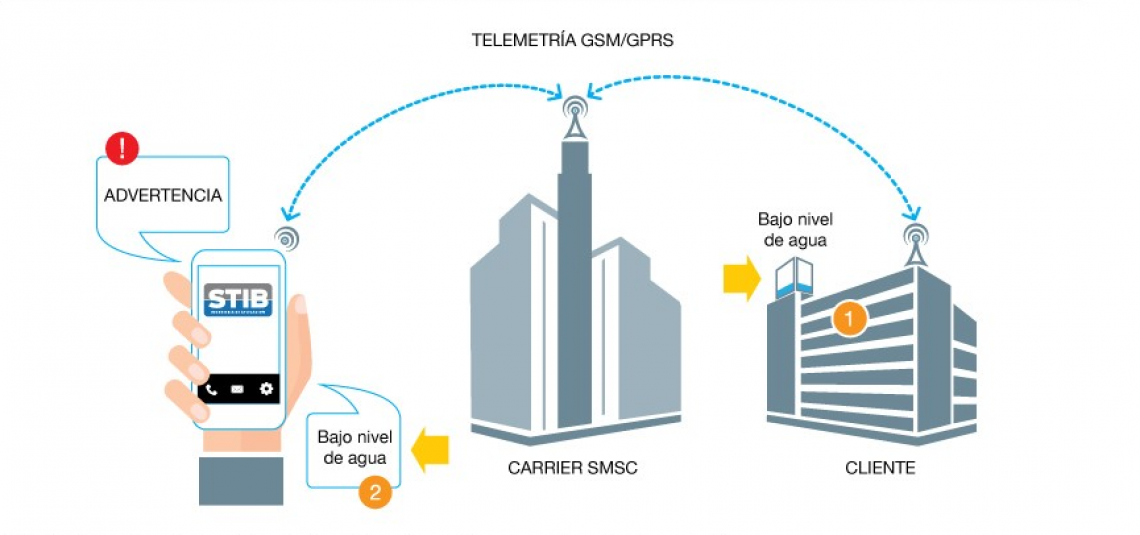 TELEMETRÍA GSM/GPRS
!
ADVERTENCIA
STIB
Bajo nivel
de agua
1
Bajo nivel
de agua
2
CARRIER SMSC
CLIENTE